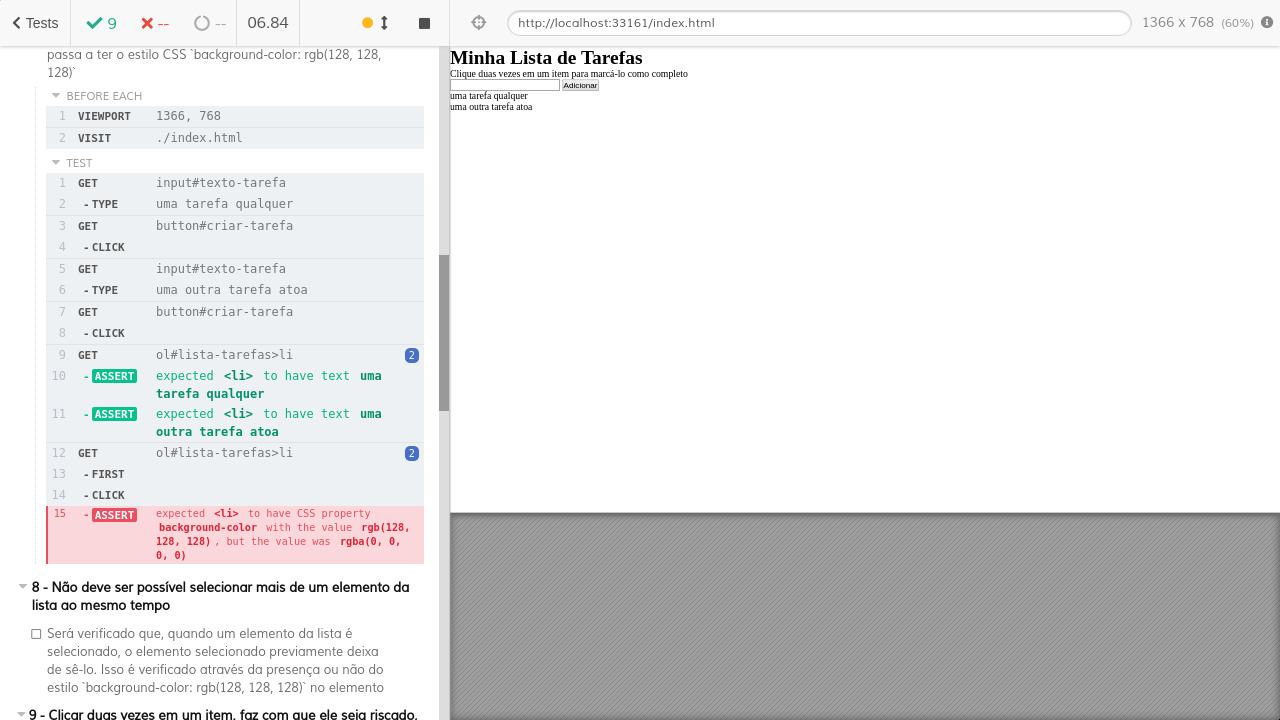 Tests
9
--
--
06.84
http://localhost:33161/index.html
1366 x 768 (60%)
passa a ter o estilo CSS `background-color: rgb(128, 128,
128)`
BEFORE EACH
1 VIEWPORT 1366, 768
2 VISIT ./index.html
TEST
1 GET input#texto-tarefa
2 -TYPE uma tarefa qualquer
3 GET button#criar-tarefa
4 -CLICK
5 GET input#texto-tarefa
6 -TYPE uma outra tarefa atoa
7 GET button#criar-tarefa
8 -CLICK
9 GET ol#lista-tarefas>li 2
10 -ASSERT expected <li> to have text uma
tarefa qualquer
11 -ASSERT expected <li> to have text uma
outra tarefa atoa
12 GET ol#lista-tarefas>li 2
13 -FIRST
14 -CLICK
15 -ASSERT expected <li> to have CSS property
background-color with the value rgb(128,
128, 128) , but the value was rgba(0, 0,
0, 0)
8 - Não deve ser possível selecionar mais de um elemento da
lista ao mesmo tempo
Será verificado que, quando um elemento da lista é
selecionado, o elemento selecionado previamente deixa
de sê-lo. Isso é verificado através da presença ou não do
estilo `background-color: rgb(128, 128, 128)` no elemento
9 - Clicar duas vezes em um item, faz com que ele seja riscado,
Minha Lista de Tarefas
Clique duas vezes em um item para marcá-lo como completo
Adicionar
uma tarefa qualquer
uma outra tarefa atoa